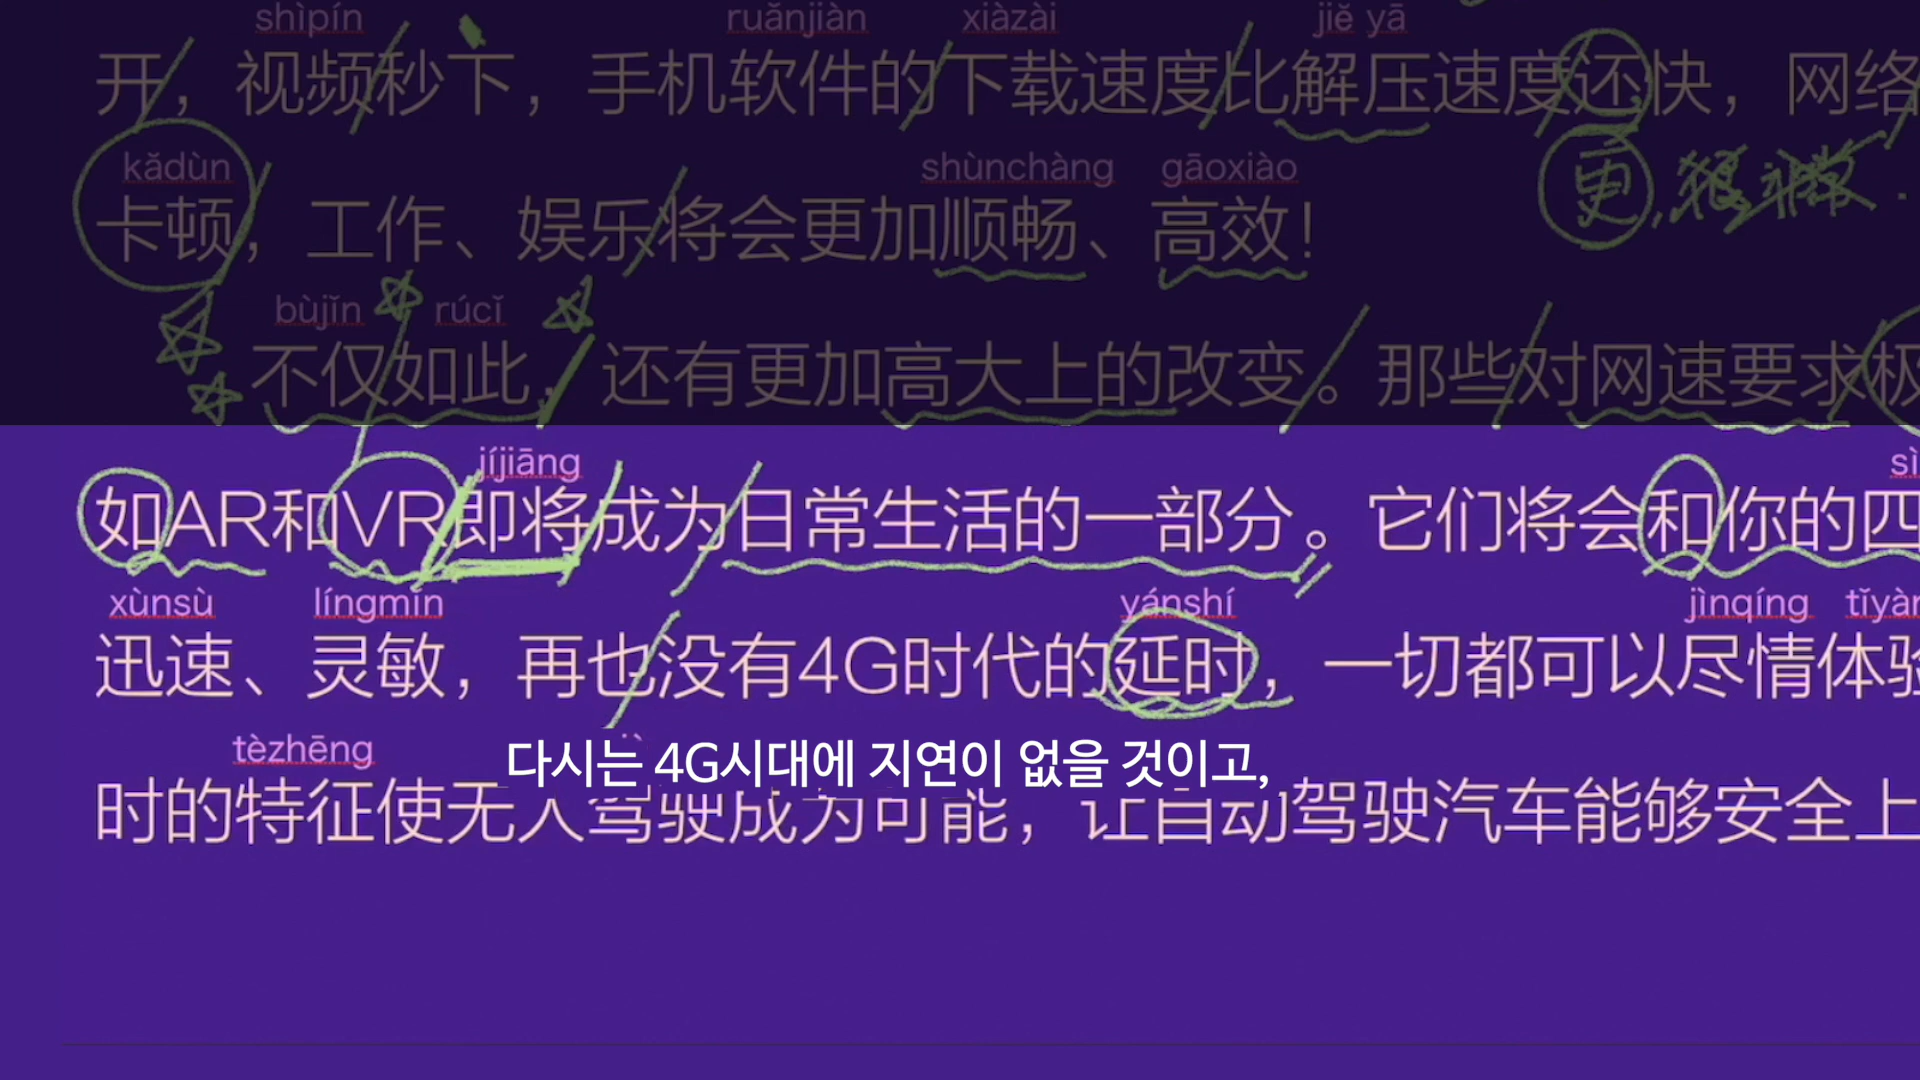 shìpín ruǎnjiàn xiàzài jiě yā
开，视频秒下，手机软件的下载速度比解压速度还快，网络
kǎdùn shùnchàng gāoxiào
更,很
卡顿，工作、娱乐将会更加顺畅、高效！
bùjǐn rúcǐ
不仅如此，还有更加高大上的改变。那些对网速要求极
jíjiāng sì
如AR和VR即将成为日常生活的一部分。它们将会和你的四
xùnsù língmǐn yánshí jìnqíng tǐyàn
迅速、灵敏，再也没有4G时代的延时，一切都可以尽情体验
tèzhēng
다시는 4G시대에 지연이 없을 것이고,
时的特征使无人驾驶成为可能，让自动驾驶汽车能够安全上